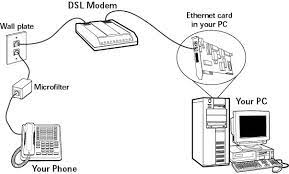 DSL Modem
Ethernet card
in your PC
Wall plate
Microfilter
Your PC
Your Phone